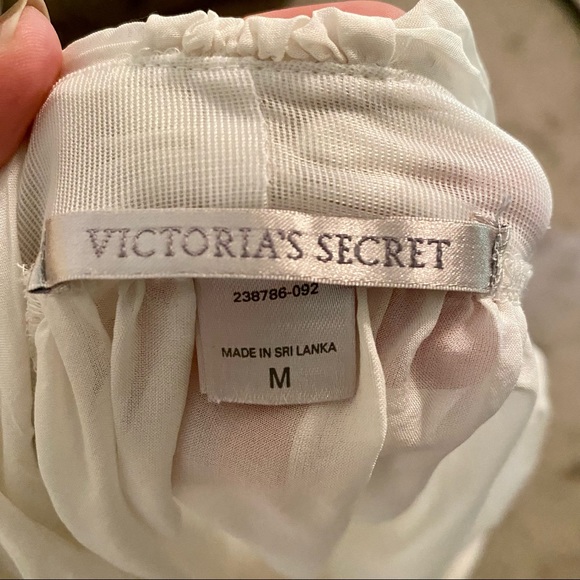 VICTORIA'S SECRET
238786-092
MADE IN SRI LANKA
M